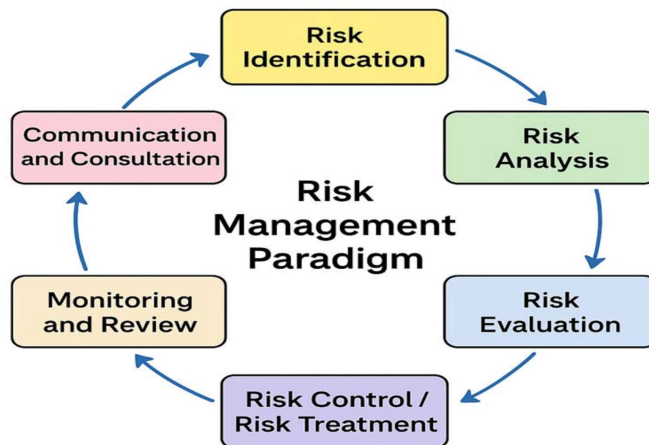 Risk
Identification
Communication
and Consultation
Risk
Analysis
Risk
Management
Paradigm
Monitoring
and Review
Risk
Evaluation
Risk Control /
Risk Treatment